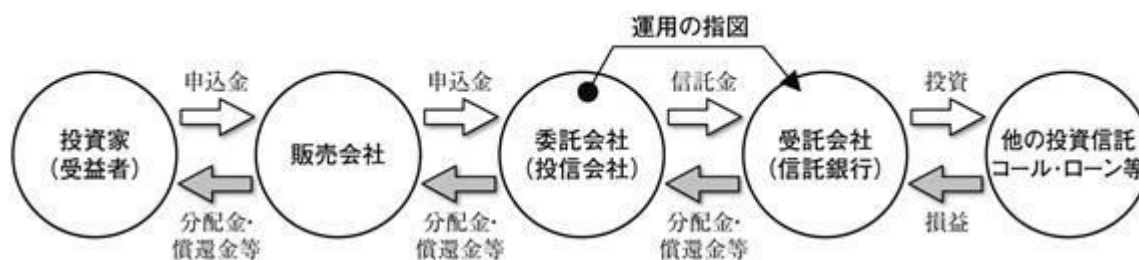 運用の指図
申込金
申込金
信託金
投資
投資家
(受益者)
販売会社
委託会社
(投信会社)
受託会社
(信託銀行)
他の投資信託
コール・ローン等
分配金・
償還金等
分配金・
償還金等
分配金・
償還金等
損益